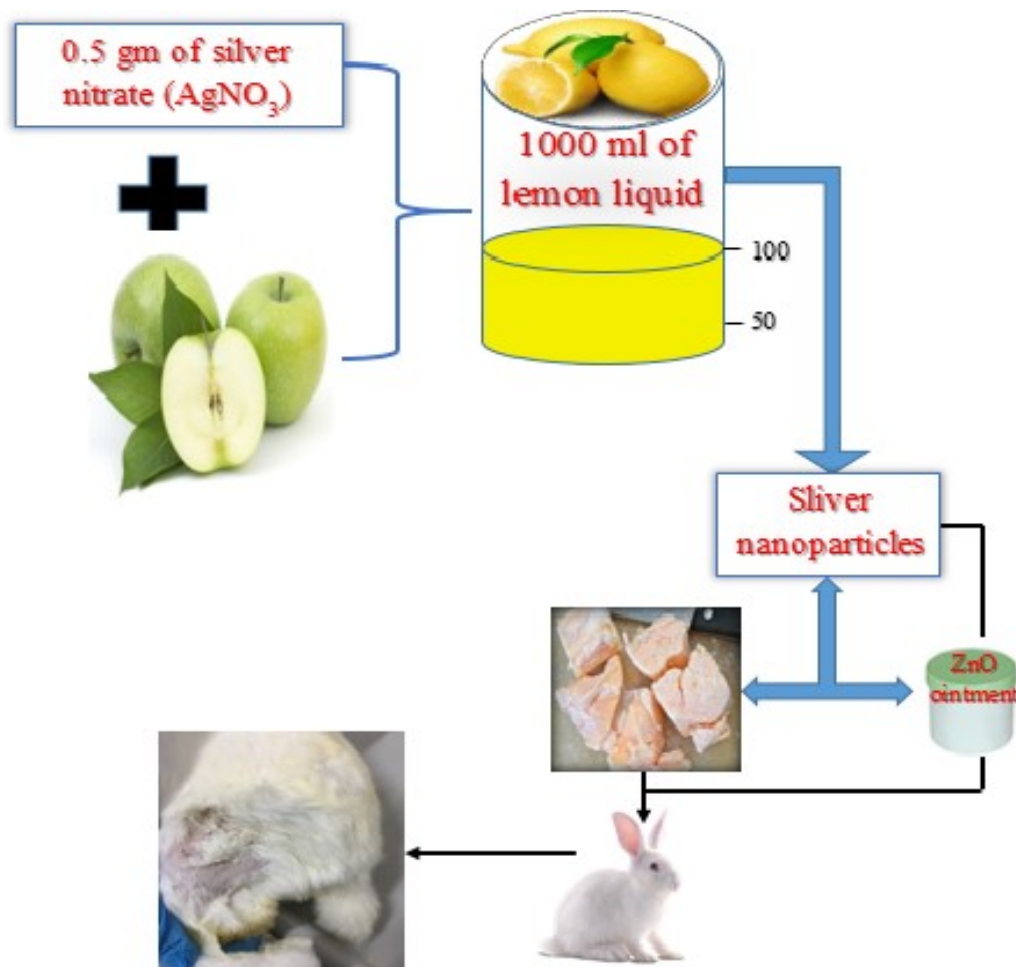 0.5 gm of silver
nitrate (AgNO₃)
1000 ml of
lemon liquid
100
50
Sliver
nanoparticles
ZnO
ointment